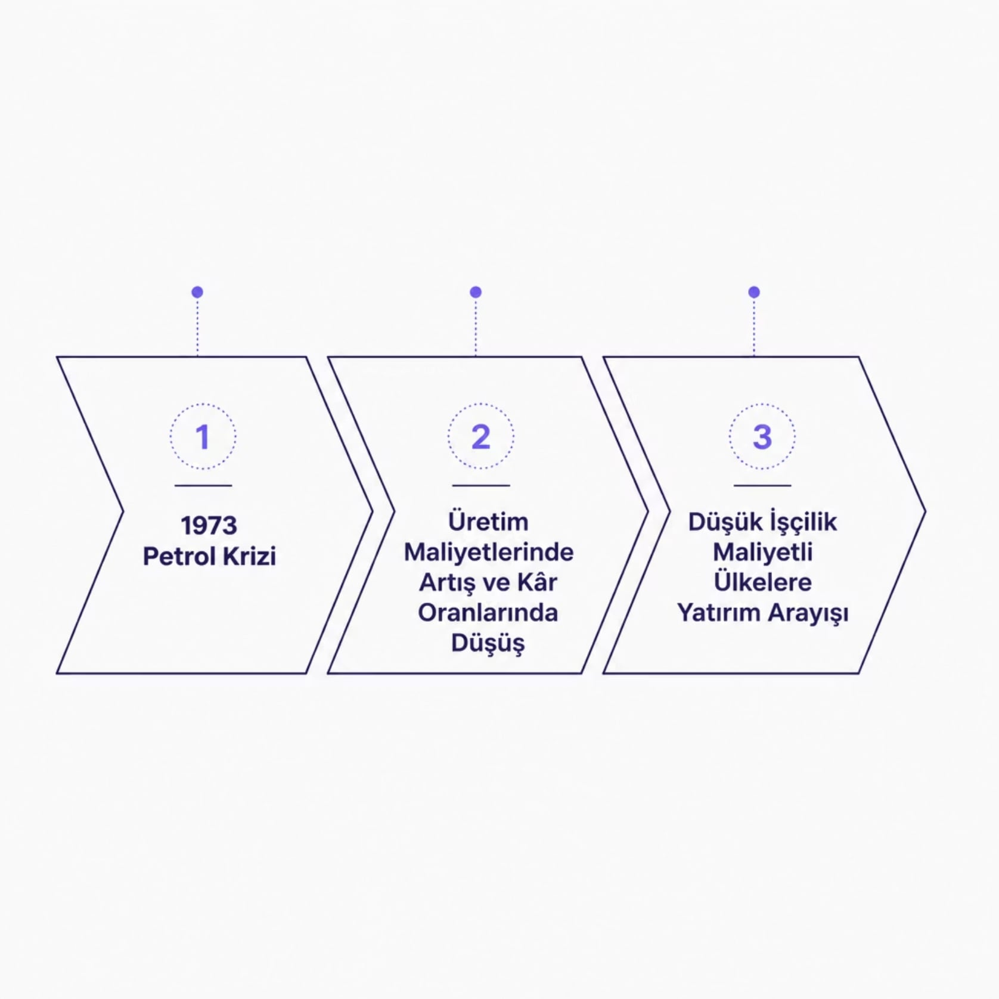 1
1973
Petrol Krizi
2
Üretim
Maliyetlerinde
Artış ve Kâr
Oranlarında
Düşüş
3
Düşük İşçilik
Maliyetli
Ülkelere
Yatırım Arayışı